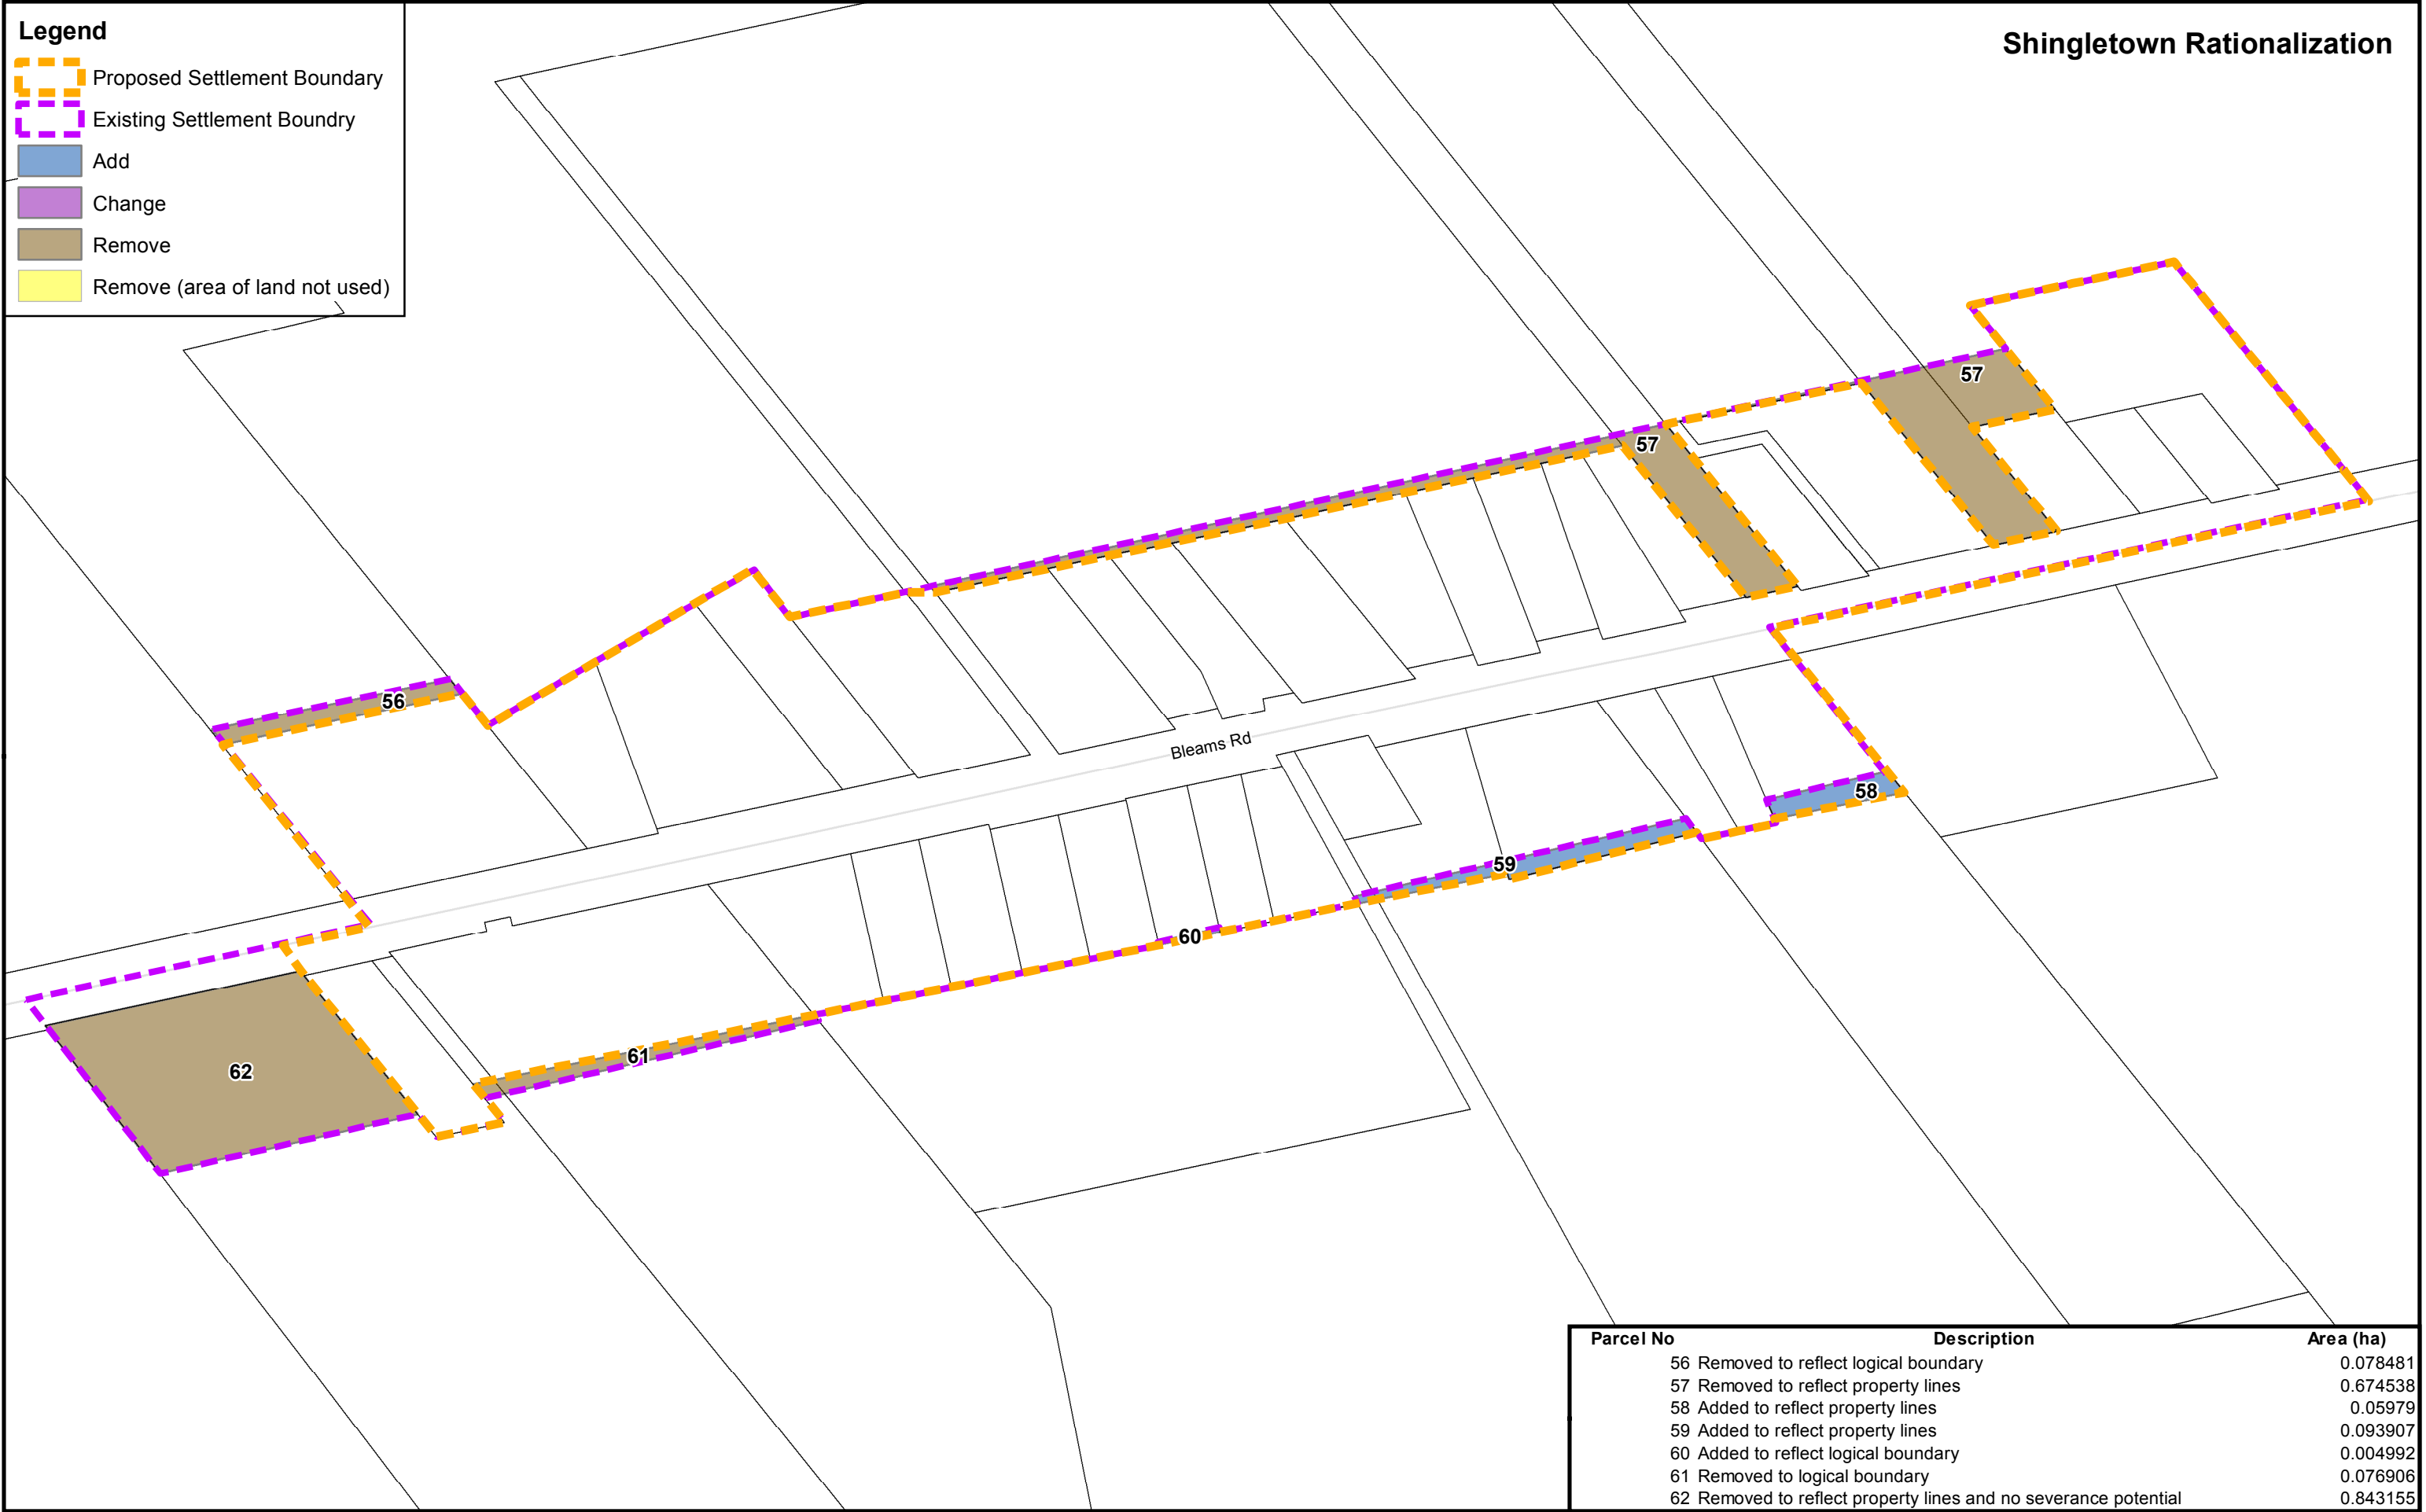 Legend
Proposed Settlement Boundary
Existing Settlement Boundry
Add
Change
Remove
Remove (area of land not used)
Shingletown Rationalization
57
57
56
Bleams Rd
58
59
60
61
62
Parcel No Description Area (ha)
56 Removed to reflect logical boundary 0.078481
57 Removed to reflect property lines 0.674538
58 Added to reflect property lines 0.05979
59 Added to reflect property lines 0.093907
60 Added to reflect logical boundary 0.004992
61 Removed to logical boundary 0.076906
62 Removed to reflect property lines and no severance potential 0.843155